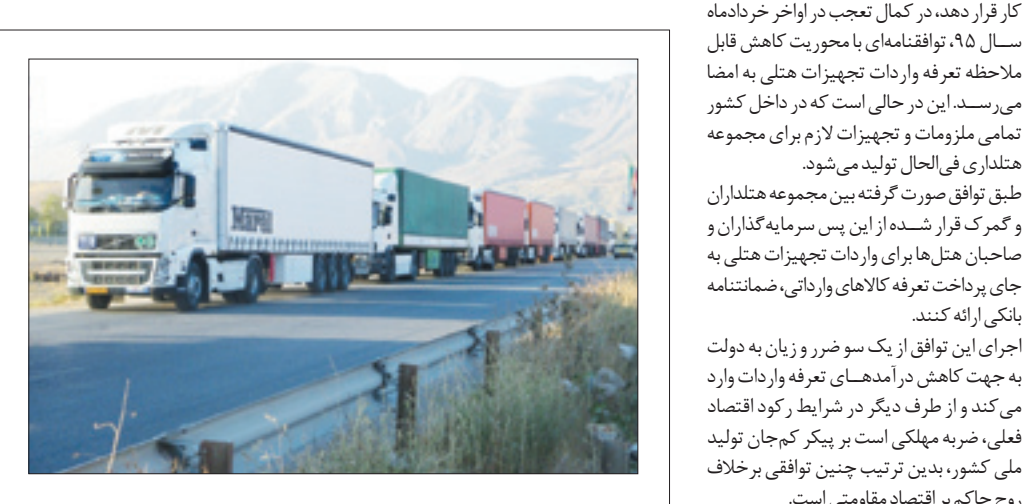 کار قرار دهد، در کمال تعجب در اواخر خردادماه
ســال ۹۵، توافقنامه‌ای با محوریت کاهش قابل
ملاحظه تعرفه واردات تجهیزات هتلی به امضا
می‌رســد. این در حالی است که در داخل کشور
تمامی ملزومات و تجهیزات لازم برای مجموعه
هتلداری فی‌الحال تولید می‌شود.
طبق توافق صورت گرفته بین مجموعه هتلداران
و گمرک قرار شــده از این پس سرمایه‌گذاران و
صاحبان هتل‌ها برای واردات تجهیزات هتلی به
جای پرداخت تعرفه کالاهای وارداتی، ضمانتنامه
بانکی ارائه کنند.
اجرای این توافق از یک سو ضرر و زیان به دولت
به جهت کاهش درآمدهــای تعرفه واردات وارد
می‌کند و از طرف دیگر در شرایط رکود اقتصاد
فعلی، ضربه مهلکی است بر پیکر کم‌جان تولید
ملی کشور، بدین ترتیب چنین توافقی برخلاف
روح حاکم بر اقتصاد مقاومتی است.